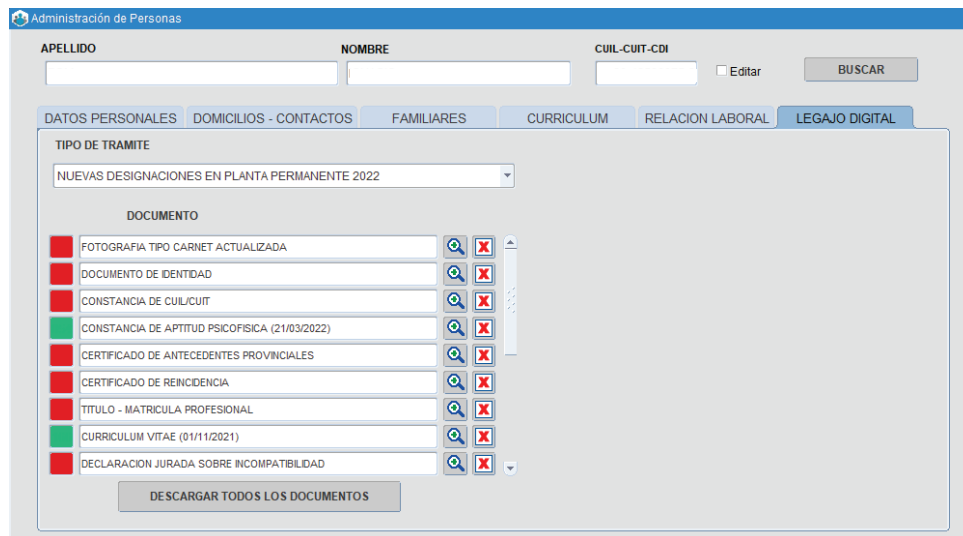 Administración de Personas
APELLIDO NOMBRE CUIL-CUIT-CDI
Editar BUSCAR
DATOS PERSONALES DOMICILIOS - CONTACTOS FAMILIARES CURRICULUM RELACION LABORAL LEGAJO DIGITAL
TIPO DE TRAMITE
NUEVAS DESIGNACIONES EN PLANTA PERMANENTE 2022
DOCUMENTO
FOTOGRAFIA TIPO CARNET ACTUALIZADA
DOCUMENTO DE IDENTIDAD
CONSTANCIA DE CUIL/CUIT
CONSTANCIA DE APTITUD PSICOFISICA (21/03/2022)
CERTIFICADO DE ANTECEDENTES PROVINCIALES
CERTIFICADO DE REINCIDENCIA
TITULO - MATRICULA PROFESIONAL
CURRICULUM VITAE (01/11/2021)
DECLARACION JURADA SOBRE INCOMPATIBILIDAD
DESCARGAR TODOS LOS DOCUMENTOS